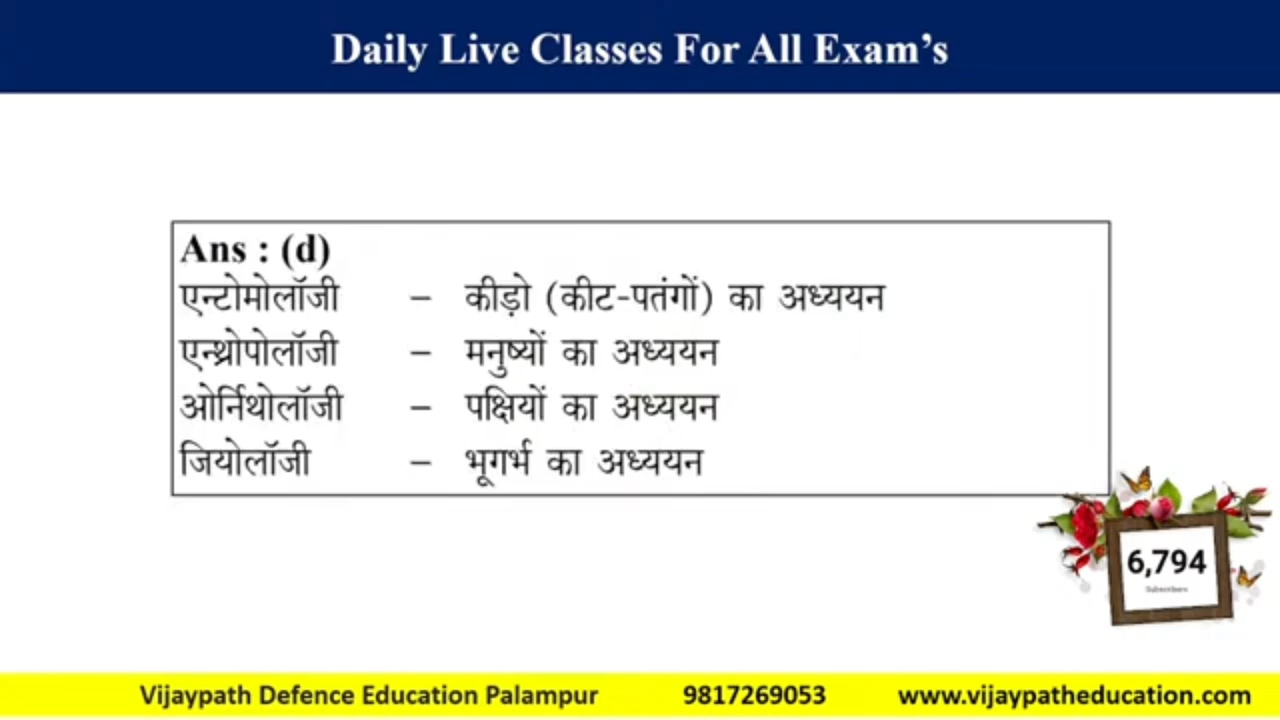 Daily Live Classes For All Exam’s
Ans : (d)
एन्टोमोलॉजी – कीड़ो (कीट-पतंगों) का अध्ययन
एन्थ्रोपोलॉजी – मनुष्यों का अध्ययन
ओर्निथोलॉजी – पक्षियों का अध्ययन
जियोलॉजी – भूगर्भ का अध्ययन
6,794
Subscribers
Vijaypath Defence Education Palampur 9817269053 www.vijaypatheducation.com